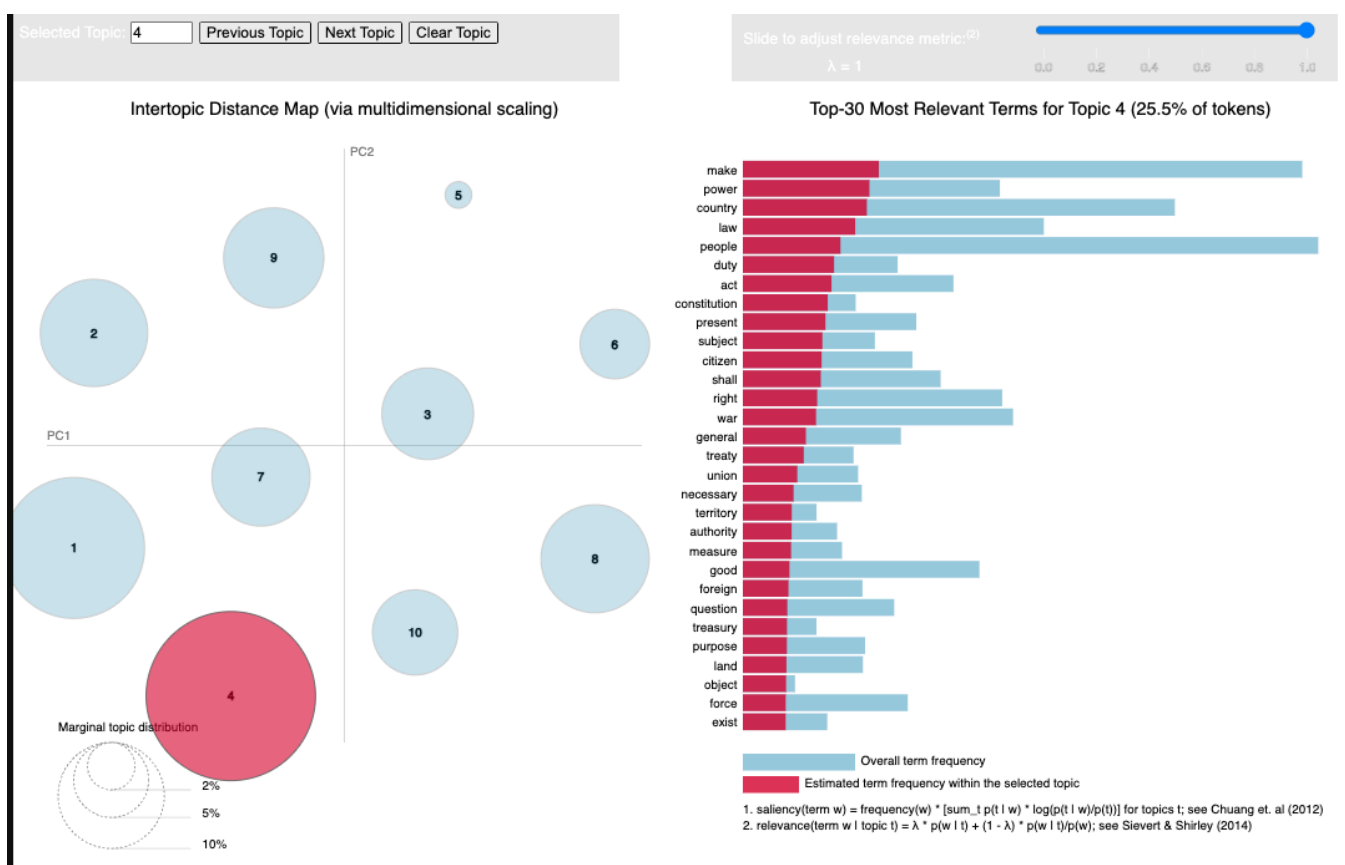 Selected Topic: 4 Previous Topic Next Topic Clear Topic
Slide to adjust relevance metric:(2)
λ = 1
0.0 0.2 0.4 0.6 0.8 1.0
Intertopic Distance Map (via multidimensional scaling)
PC2
PC1
5
9
2
6
3
7
1
8
10
4
Marginal topic distribution
2%
5%
10%
Top-30 Most Relevant Terms for Topic 4 (25.5% of tokens)
make
power
country
law
people
duty
act
constitution
present
subject
citizen
shall
right
war
general
treaty
union
necessary
territory
authority
measure
good
foreign
question
treasury
purpose
land
object
force
exist
Overall term frequency
Estimated term frequency within the selected topic
1. saliency(term w) = frequency(w) * [sum_t p(t | w) * log(p(t | w)/p(t))] for topics t; see Chuang et. al (2012)
2. relevance(term w | topic t) = λ * p(w | t) + (1 - λ) * p(w | t)/p(w); see Sievert & Shirley (2014)